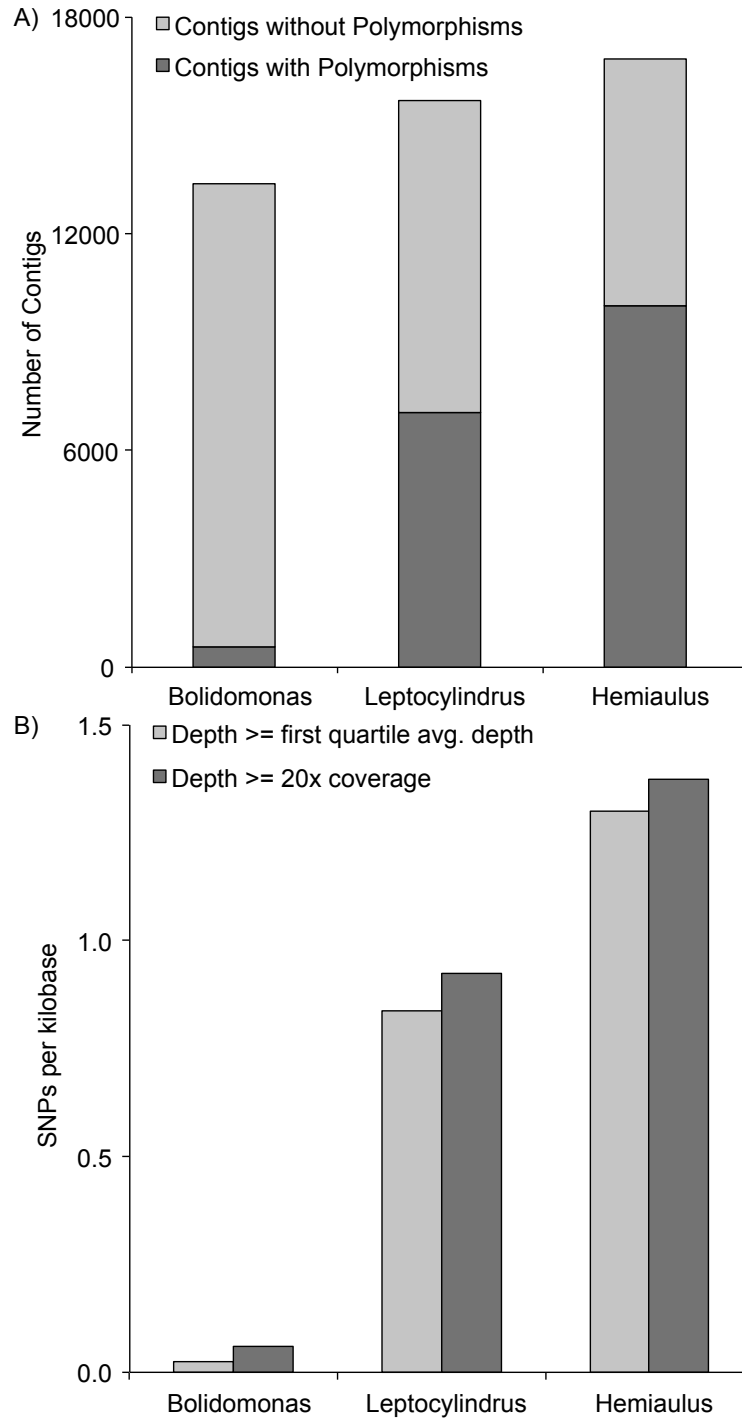 A)
18000
Contigs without Polymorphisms
Contigs with Polymorphisms
12000
Number of Contigs
6000
0
Bolidomonas Leptocylindrus Hemiaulus
B)
1.5
Depth >= first quartile avg. depth
Depth >= 20x coverage
1.0
SNPs per kilobase
0.5
0.0
Bolidomonas Leptocylindrus Hemiaulus